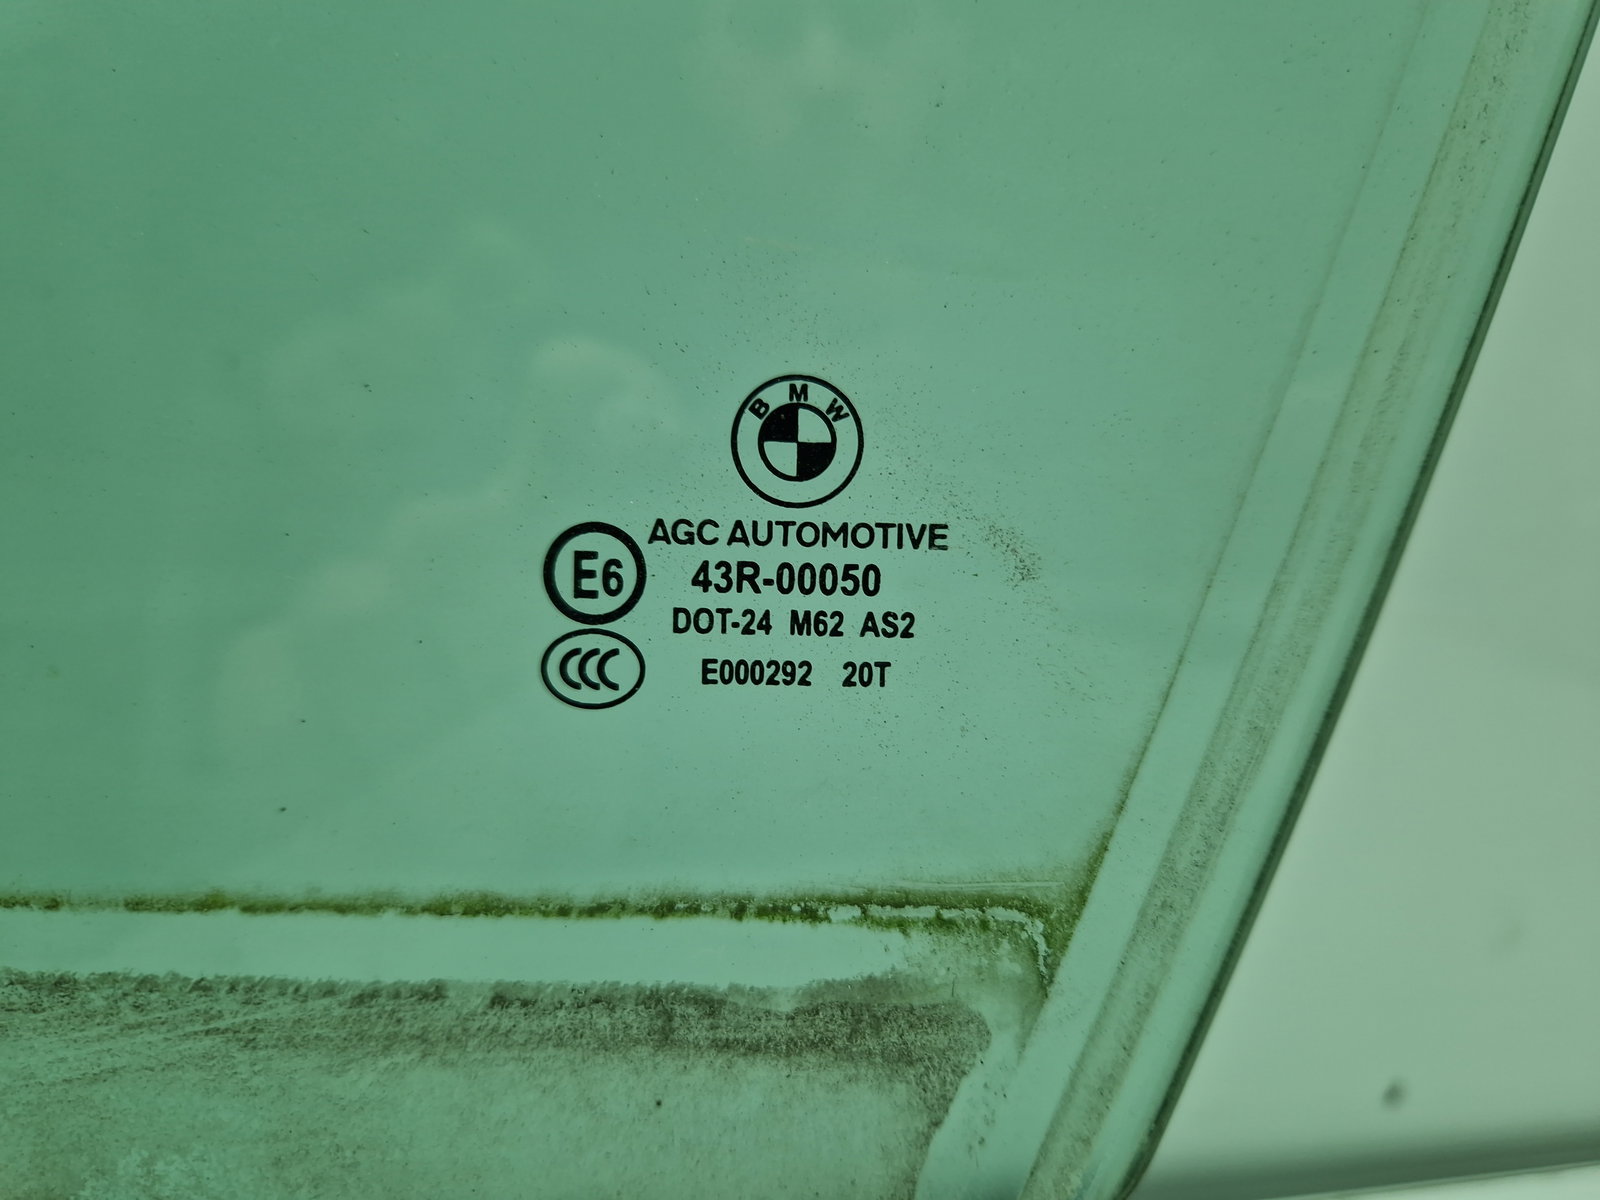 BMW
AGC AUTOMOTIVE
E6 43R-00050
DOT-24 M62 AS2
CCC E000292 20T